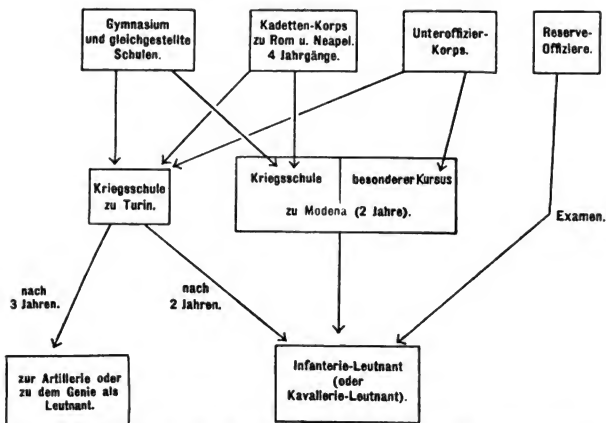 Gymnasium
und gleichgestellte
Schulen.
Kadetten-Korps
zu Rom u. Neapel.
4 Jahrgänge.
Unteroffizier-
Korps.
Reserve-
Offiziere.
Kriegsschule
zu Turin.
Kriegsschule
besonderer Kursus
zu Modena (2 Jahre).
Examen.
nach
3 Jahren.
nach
2 Jahren.
zur Artillerie oder
zu dem Genie als
Leutnant.
Infanterie-Leutnant
(oder
Kavallerie-Leutnant).